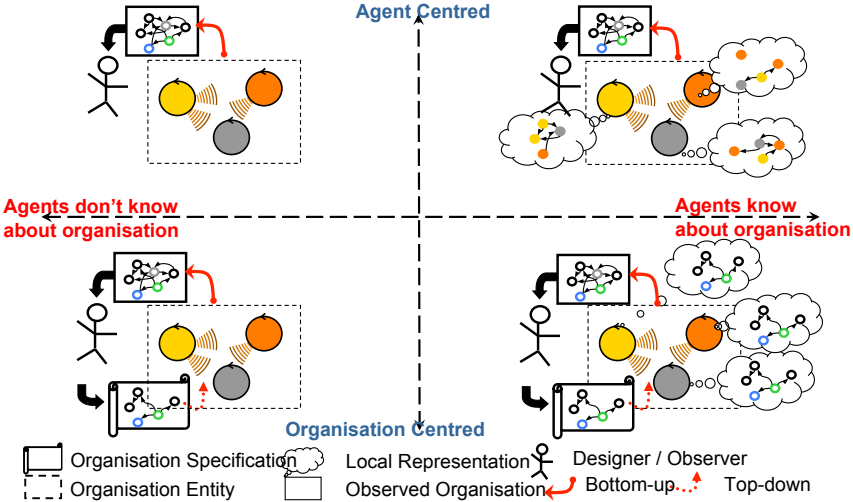 Agent Centred
Agents don't know
about organisation
Agents know
about organisation
Organisation Centred
Organisation Specification
Local Representation
Designer / Observer
Organisation Entity
Observed Organisation
Bottom-up
Top-down